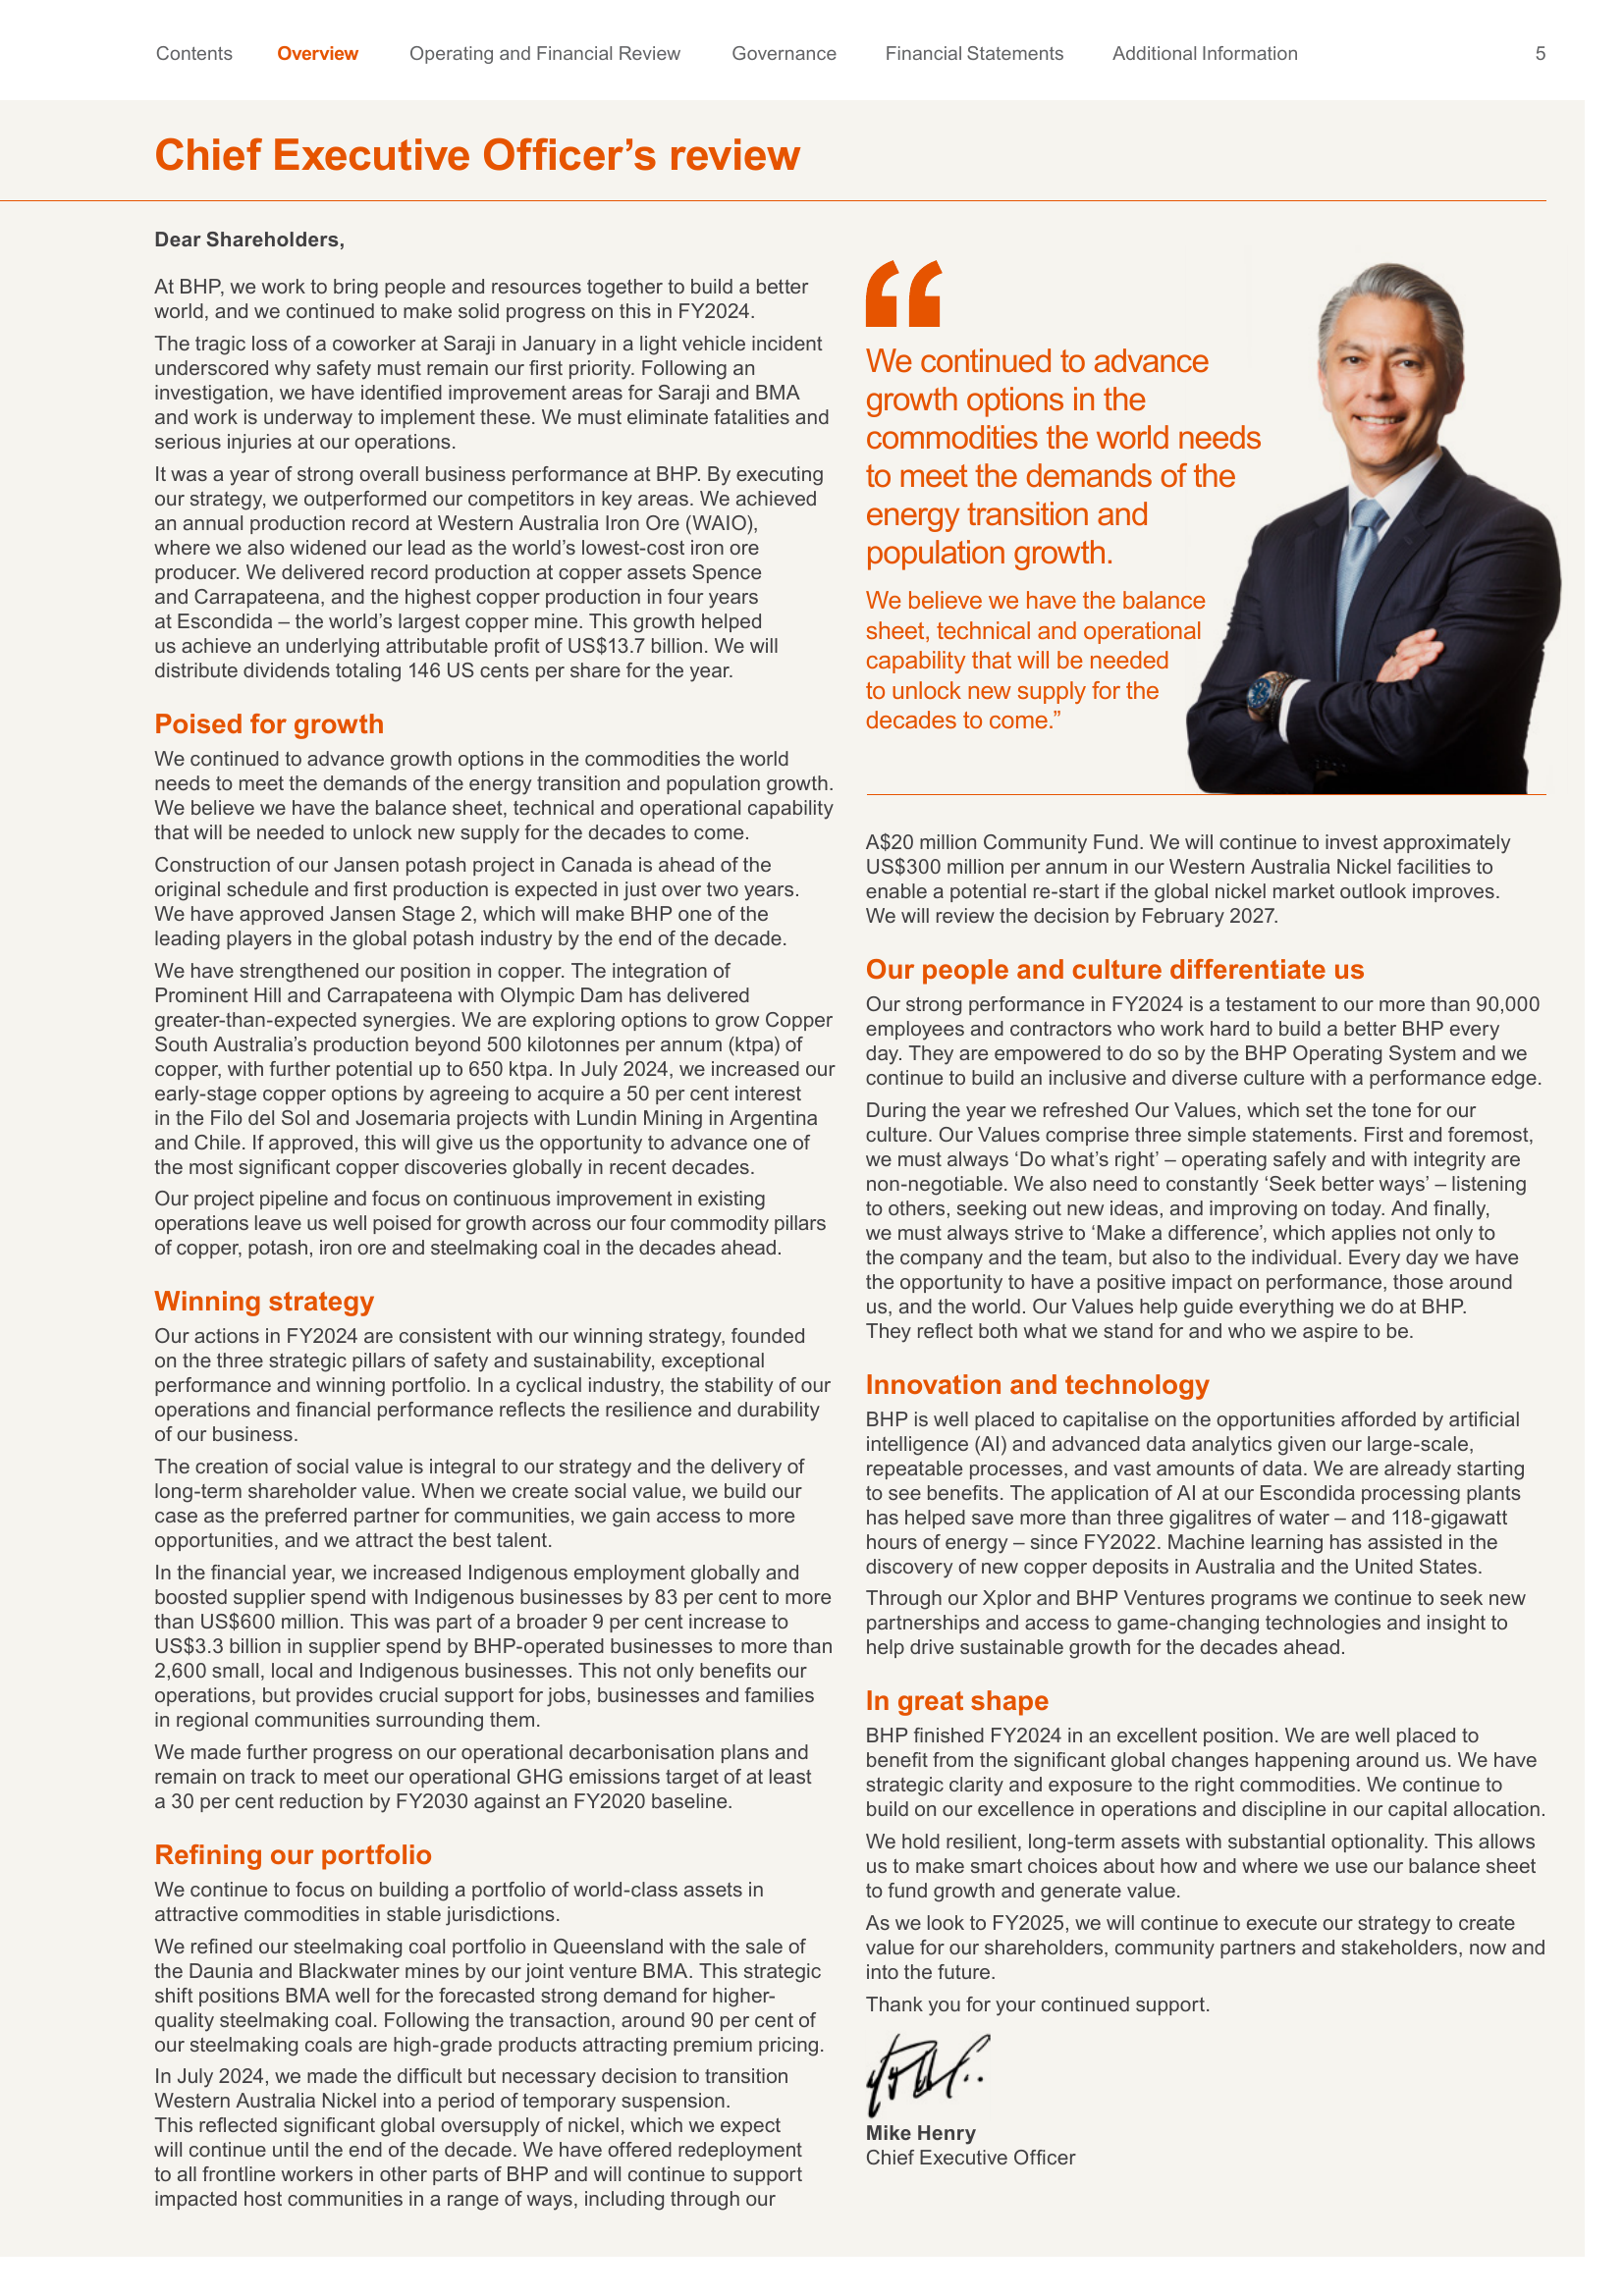 Contents Overview Operating and Financial Review Governance Financial Statements Additional Information 5
Chief Executive Officer’s review
Dear Shareholders,
At BHP, we work to bring people and resources together to build a better
world, and we continued to make solid progress on this in FY2024.
The tragic loss of a coworker at Saraji in January in a light vehicle incident
underscored why safety must remain our first priority. Following an
investigation, we have identified improvement areas for Saraji and BMA
and work is underway to implement these. We must eliminate fatalities and
serious injuries at our operations.
It was a year of strong overall business performance at BHP. By executing
our strategy, we outperformed our competitors in key areas. We achieved
an annual production record at Western Australia Iron Ore (WAIO),
where we also widened our lead as the world’s lowest-cost iron ore
producer. We delivered record production at copper assets Spence
and Carrapateena, and the highest copper production in four years
at Escondida – the world’s largest copper mine. This growth helped
us achieve an underlying attributable profit of US$13.7 billion. We will
distribute dividends totaling 146 US cents per share for the year.
Poised for growth
We continued to advance growth options in the commodities the world
needs to meet the demands of the energy transition and population growth.
We believe we have the balance sheet, technical and operational capability
that will be needed to unlock new supply for the decades to come.
Construction of our Jansen potash project in Canada is ahead of the
original schedule and first production is expected in just over two years.
We have approved Jansen Stage 2, which will make BHP one of the
leading players in the global potash industry by the end of the decade.
We have strengthened our position in copper. The integration of
Prominent Hill and Carrapateena with Olympic Dam has delivered
greater-than-expected synergies. We are exploring options to grow Copper
South Australia’s production beyond 500 kilotonnes per annum (ktpa) of
copper, with further potential up to 650 ktpa. In July 2024, we increased our
early-stage copper options by agreeing to acquire a 50 per cent interest
in the Filo del Sol and Josemaria projects with Lundin Mining in Argentina
and Chile. If approved, this will give us the opportunity to advance one of
the most significant copper discoveries globally in recent decades.
Our project pipeline and focus on continuous improvement in existing
operations leave us well poised for growth across our four commodity pillars
of copper, potash, iron ore and steelmaking coal in the decades ahead.
Winning strategy
Our actions in FY2024 are consistent with our winning strategy, founded
on the three strategic pillars of safety and sustainability, exceptional
performance and winning portfolio. In a cyclical industry, the stability of our
operations and financial performance reflects the resilience and durability
of our business.
The creation of social value is integral to our strategy and the delivery of
long-term shareholder value. When we create social value, we build our
case as the preferred partner for communities, we gain access to more
opportunities, and we attract the best talent.
In the financial year, we increased Indigenous employment globally and
boosted supplier spend with Indigenous businesses by 83 per cent to more
than US$600 million. This was part of a broader 9 per cent increase to
US$3.3 billion in supplier spend by BHP-operated businesses to more than
2,600 small, local and Indigenous businesses. This not only benefits our
operations, but provides crucial support for jobs, businesses and families
in regional communities surrounding them.
We made further progress on our operational decarbonisation plans and
remain on track to meet our operational GHG emissions target of at least
a 30 per cent reduction by FY2030 against an FY2020 baseline.
Refining our portfolio
We continue to focus on building a portfolio of world-class assets in
attractive commodities in stable jurisdictions.
We refined our steelmaking coal portfolio in Queensland with the sale of
the Daunia and Blackwater mines by our joint venture BMA. This strategic
shift positions BMA well for the forecasted strong demand for higher-
quality steelmaking coal. Following the transaction, around 90 per cent of
our steelmaking coals are high-grade products attracting premium pricing.
In July 2024, we made the difficult but necessary decision to transition
Western Australia Nickel into a period of temporary suspension.
This reflected significant global oversupply of nickel, which we expect
will continue until the end of the decade. We have offered redeployment
to all frontline workers in other parts of BHP and will continue to support
impacted host communities in a range of ways, including through our
“
We continued to advance
growth options in the
commodities the world needs
to meet the demands of the
energy transition and
population growth.
We believe we have the balance
sheet, technical and operational
capability that will be needed
to unlock new supply for the
decades to come.”
A$20 million Community Fund. We will continue to invest approximately
US$300 million per annum in our Western Australia Nickel facilities to
enable a potential re-start if the global nickel market outlook improves.
We will review the decision by February 2027.
Our people and culture differentiate us
Our strong performance in FY2024 is a testament to our more than 90,000
employees and contractors who work hard to build a better BHP every
day. They are empowered to do so by the BHP Operating System and we
continue to build an inclusive and diverse culture with a performance edge.
During the year we refreshed Our Values, which set the tone for our
culture. Our Values comprise three simple statements. First and foremost,
we must always ‘Do what’s right’ – operating safely and with integrity are
non-negotiable. We also need to constantly ‘Seek better ways’ – listening
to others, seeking out new ideas, and improving on today. And finally,
we must always strive to ‘Make a difference’, which applies not only to
the company and the team, but also to the individual. Every day we have
the opportunity to have a positive impact on performance, those around
us, and the world. Our Values help guide everything we do at BHP.
They reflect both what we stand for and who we aspire to be.
Innovation and technology
BHP is well placed to capitalise on the opportunities afforded by artificial
intelligence (AI) and advanced data analytics given our large-scale,
repeatable processes, and vast amounts of data. We are already starting
to see benefits. The application of AI at our Escondida processing plants
has helped save more than three gigalitres of water – and 118-gigawatt
hours of energy – since FY2022. Machine learning has assisted in the
discovery of new copper deposits in Australia and the United States.
Through our Xplor and BHP Ventures programs we continue to seek new
partnerships and access to game-changing technologies and insight to
help drive sustainable growth for the decades ahead.
In great shape
BHP finished FY2024 in an excellent position. We are well placed to
benefit from the significant global changes happening around us. We have
strategic clarity and exposure to the right commodities. We continue to
build on our excellence in operations and discipline in our capital allocation.
We hold resilient, long-term assets with substantial optionality. This allows
us to make smart choices about how and where we use our balance sheet
to fund growth and generate value.
As we look to FY2025, we will continue to execute our strategy to create
value for our shareholders, community partners and stakeholders, now and
into the future.
Thank you for your continued support.
Mike Henry
Chief Executive Officer